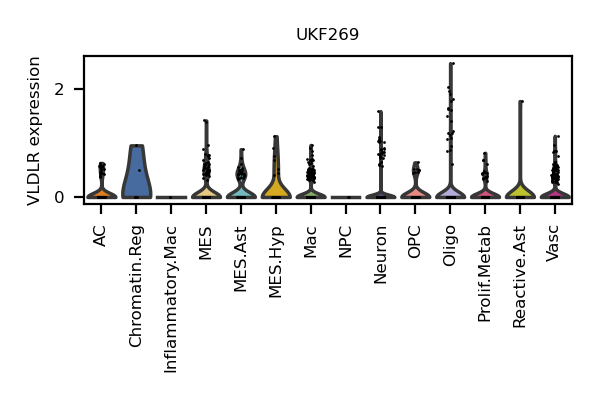 UKF269
VLDLR expression
2
0
AC
Chromatin.Reg
Inflammatory.Mac
MES
MES.Ast
MES.Hyp
Mac
NPC
Neuron
OPC
Oligo
Prolif.Metab
Reactive.Ast
Vasc